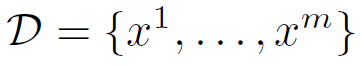 𝒟 = {x¹, . . . , xᵐ}